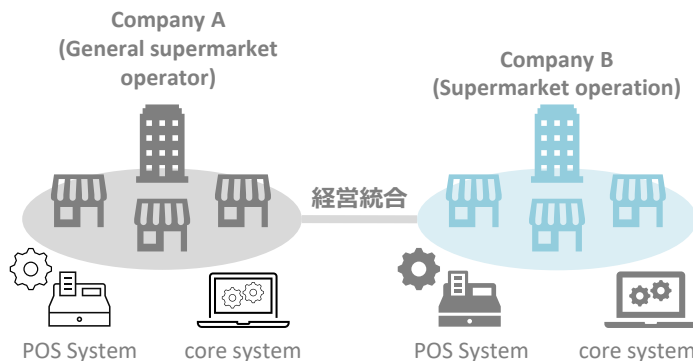 Company A
(General supermarket
operator)
Company B
(Supermarket operation)
経営統合
POS System
core system
POS System
core system